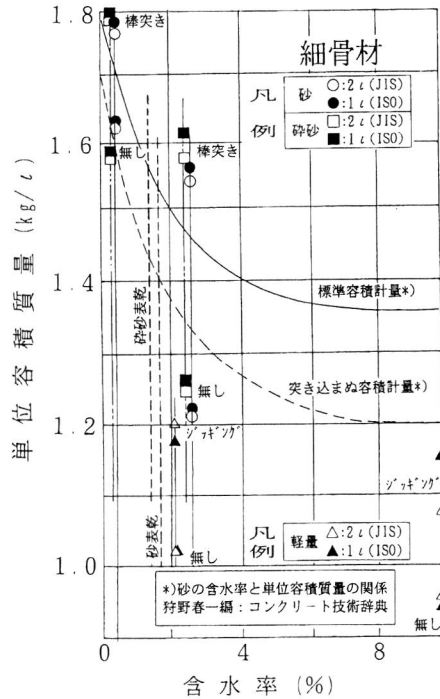 細骨材
凡例
砂 ○:2ℓ(JIS)
●:1ℓ(ISO)
砕砂 □:2ℓ(JIS)
■:1ℓ(ISO)
棒突き
無し
棒突き
標準容積計量*)
突き込まぬ容積計量*)
砕砂表乾
無し
ジッギング
ジッギング
砂表乾
無し
無し
凡例
軽量 △:2ℓ(JIS)
▲:1ℓ(ISO)
*)砂の含水率と単位容積質量の関係
狩野春一編:コンクリート技術辞典
単位容積質量(kg/ℓ)
1.8
1.6
1.4
1.2
1.0
0 2 4 6 8
含水率(%)